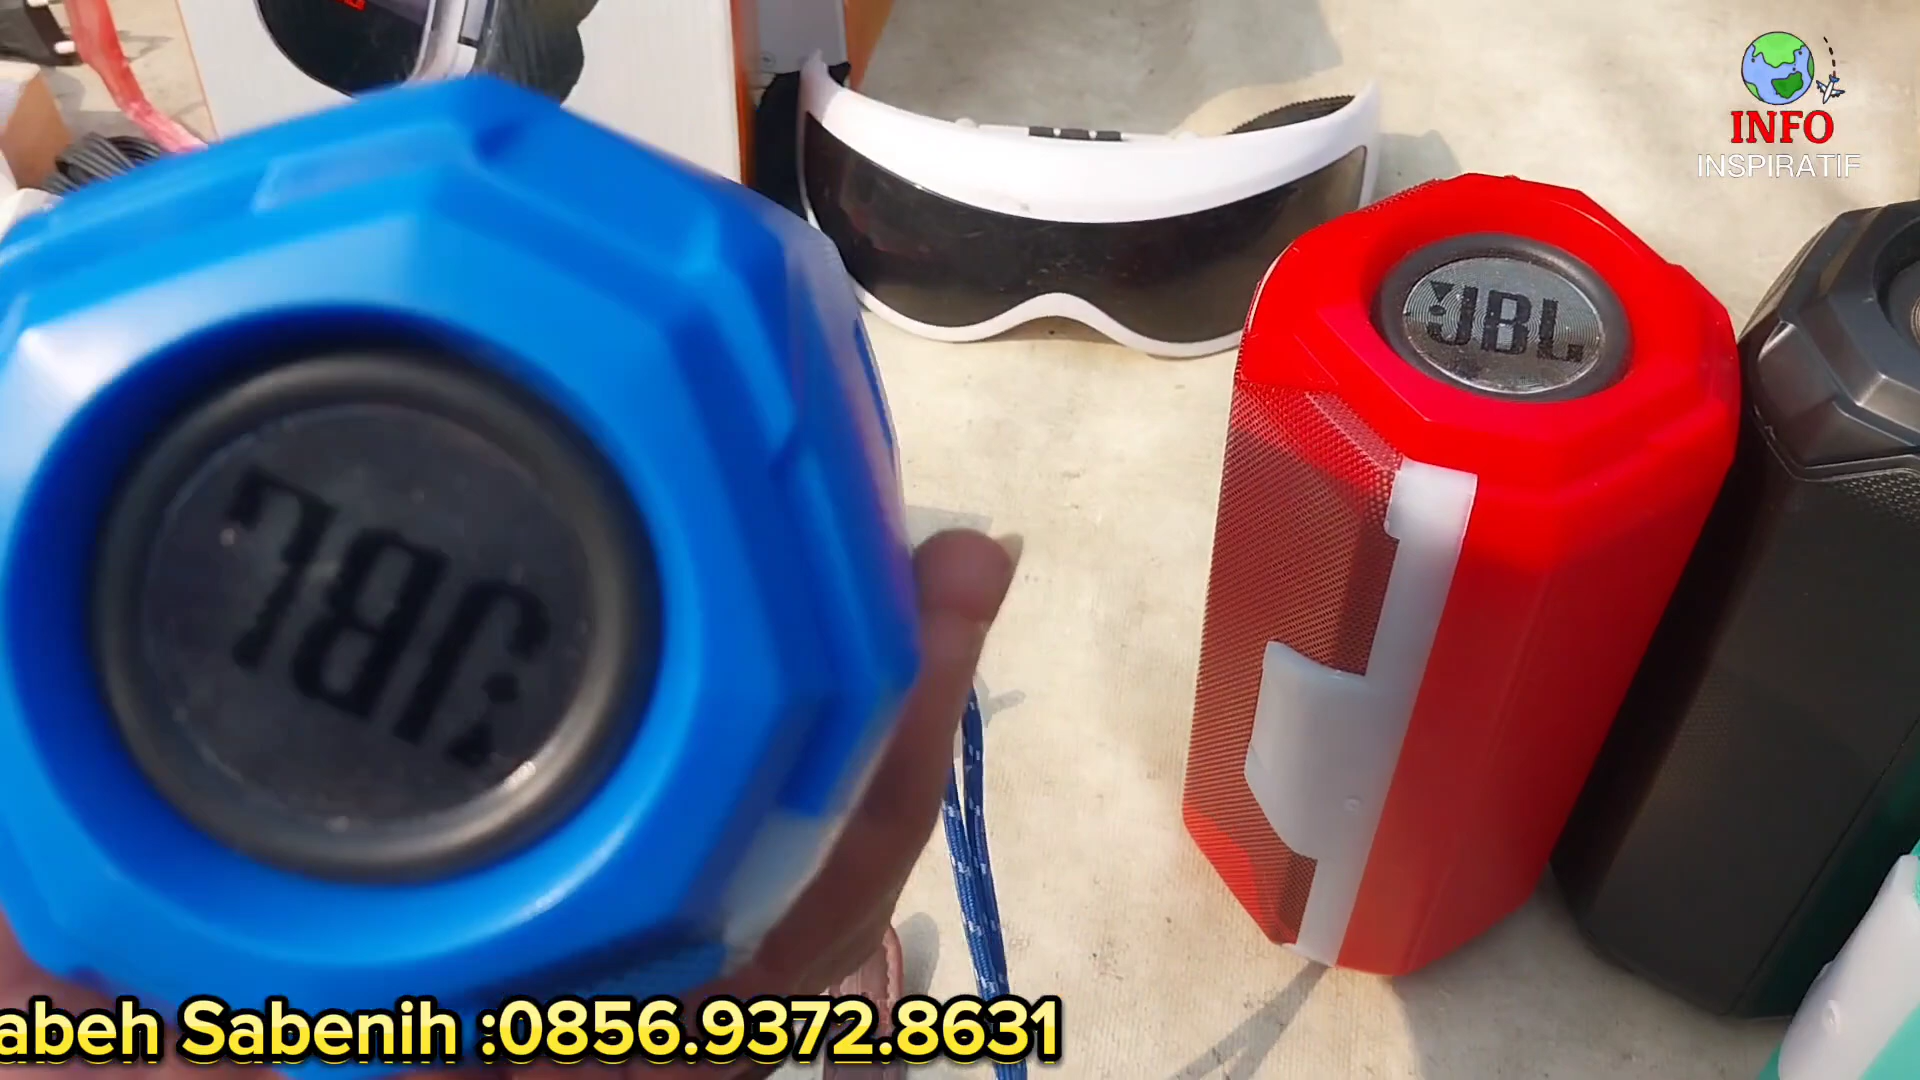 INFO
INSPIRATIF
JBL
JBL
abeh Sabenih :0856.9372.8631